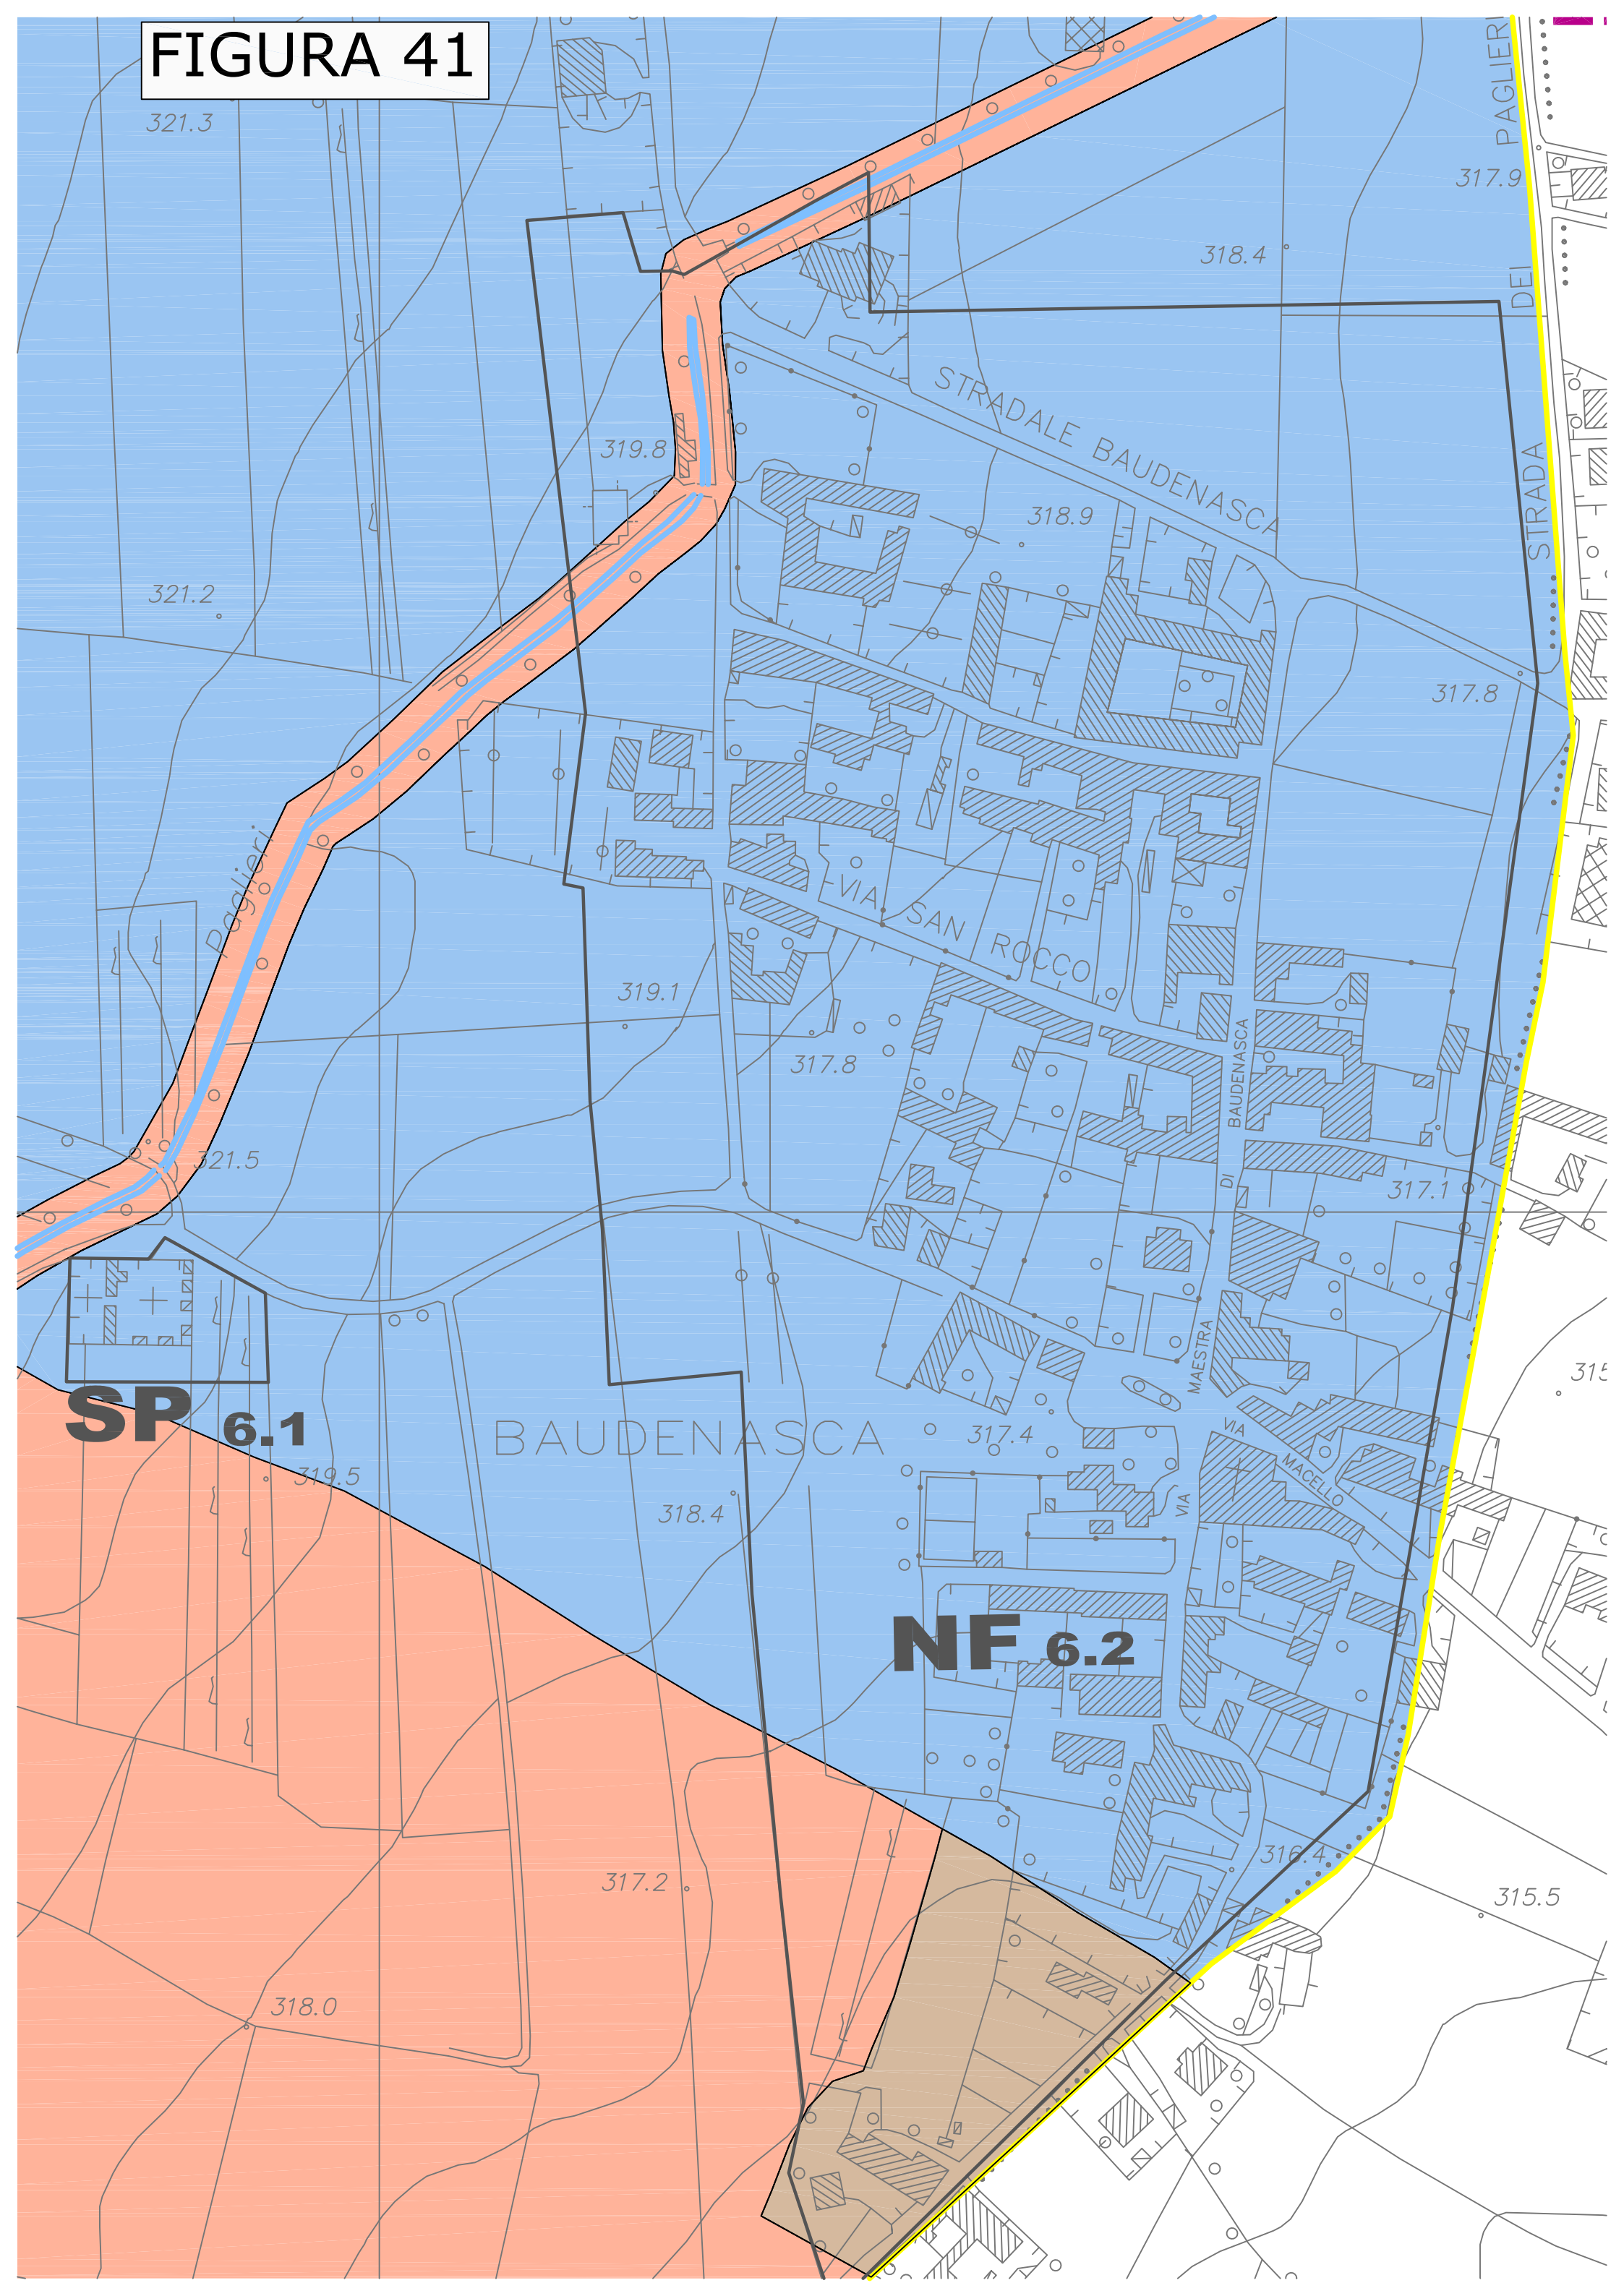 FIGURA 41
321.3
STRADA DEI PAGLIERI
317.9
318.4
STRADALE BAUDENASCA
319.8
318.9
321.2
317.8
Paglieri
VIA SAN ROCCO
319.1
317.8
321.5
317.1
VIA MAESTRA DI BAUDENASCA
SP 6.1
BAUDENASCA
317.4
VIA MACELLO
319.5
318.4
NF 6.2
316.4
317.2
315.5
318.0